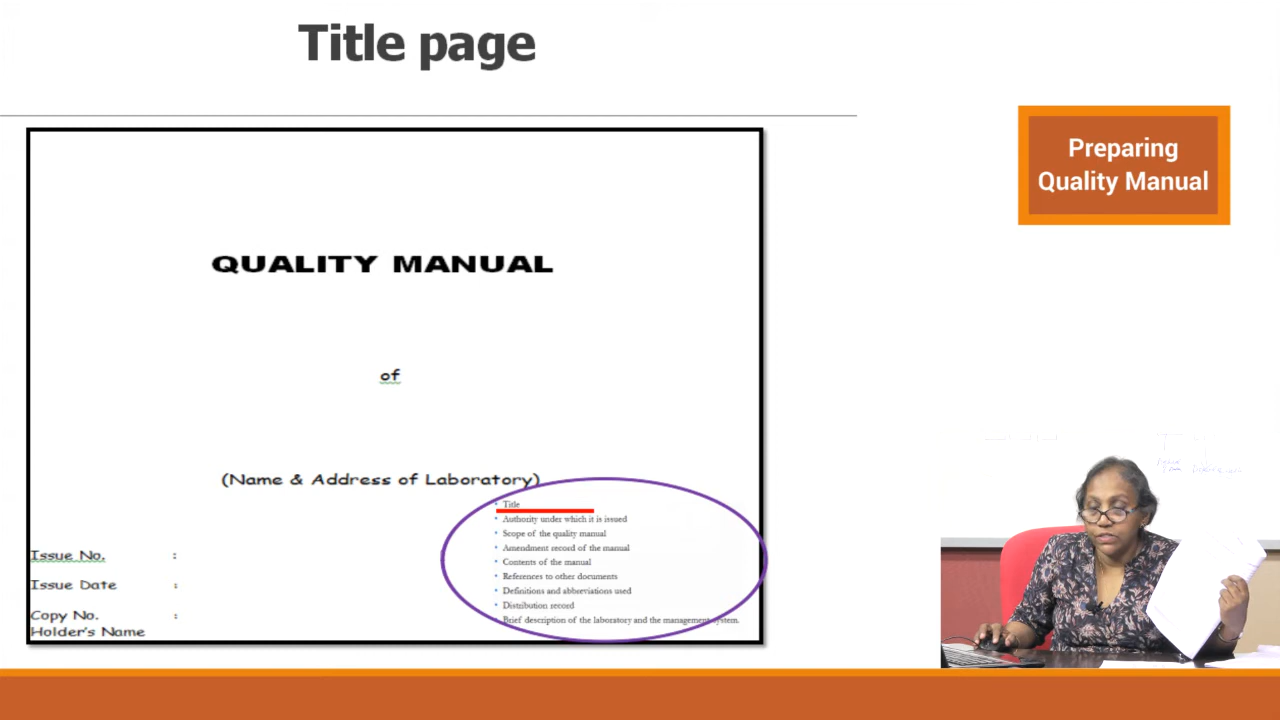 Title page
Preparing
Quality Manual
QUALITY MANUAL
of
(Name & Address of Laboratory)
• Title
• Authority under which it is issued
• Scope of the quality manual
• Amendment record of the manual
• Contents of the manual
• References to other documents
• Definitions and abbreviations used
• Distribution record
• Brief description of the laboratory and the management system.
Issue No. :
Issue Date :
Copy No. :
Holder's Name